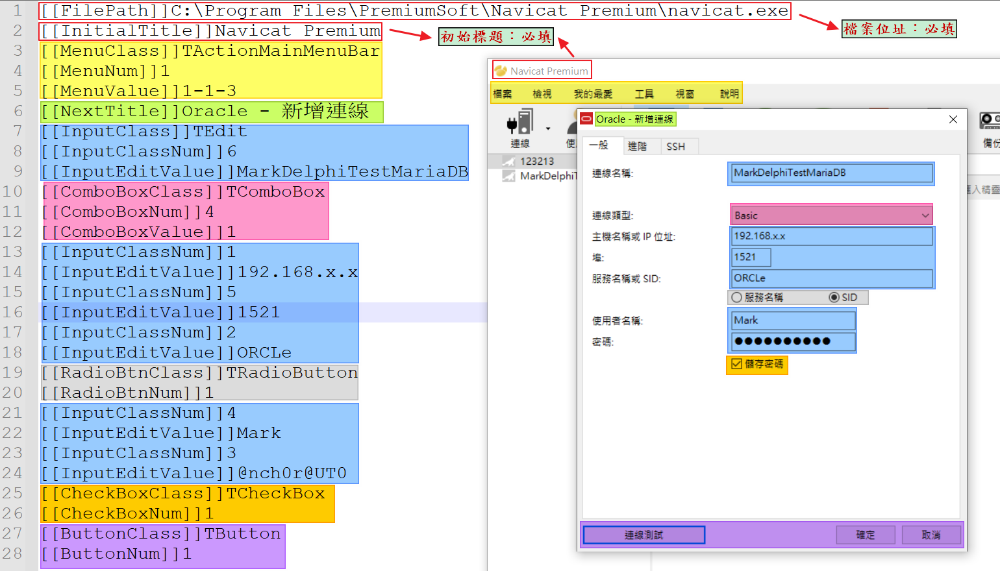 1 [[FilePath]]C:\Program Files\PremiumSoft\Navicat Premium\navicat.exe
2 [[InitialTitle]]Navicat Premium
3 [[MenuClass]]TActionMainMenuBar
4 [[MenuNum]]1
5 [[MenuValue]]1-1-3
6 [[NextTitle]]Oracle - 新增連線
7 [[InputClass]]TEdit
8 [[InputClassNum]]6
9 [[InputEditValue]]MarkDelphiTestMariaDB
10 [[ComboBoxClass]]TComboBox
11 [[ComboBoxNum]]4
12 [[ComboBoxValue]]1
13 [[InputClassNum]]1
14 [[InputEditValue]]192.168.x.x
15 [[InputClassNum]]5
16 [[InputEditValue]]1521
17 [[InputClassNum]]2
18 [[InputEditValue]]ORCLe
19 [[RadioBtnClass]]TRadioButton
20 [[RadioBtnNum]]1
21 [[InputClassNum]]4
22 [[InputEditValue]]Mark
23 [[InputClassNum]]3
24 [[InputEditValue]]@nch0r@UT0
25 [[CheckBoxClass]]TCheckBox
26 [[CheckBoxNum]]1
27 [[ButtonClass]]TButton
28 [[ButtonNum]]1
檔案位址：必填
初始標題：必填
Navicat Premium
檔案 檢視 我的最愛 工具 視窗 說明
連線 使 備份
123213
MarkDelphiT
匯入精靈
Oracle - 新增連線
一般 進階 SSH
連線名稱: MarkDelphiTestMariaDB
連線類型: Basic
主機名稱或 IP 位址: 192.168.x.x
埠: 1521
服務名稱或 SID: ORCLe
服務名稱 SID
使用者名稱: Mark
密碼: ●●●●●●●●●●
儲存密碼
連線測試 確定 取消